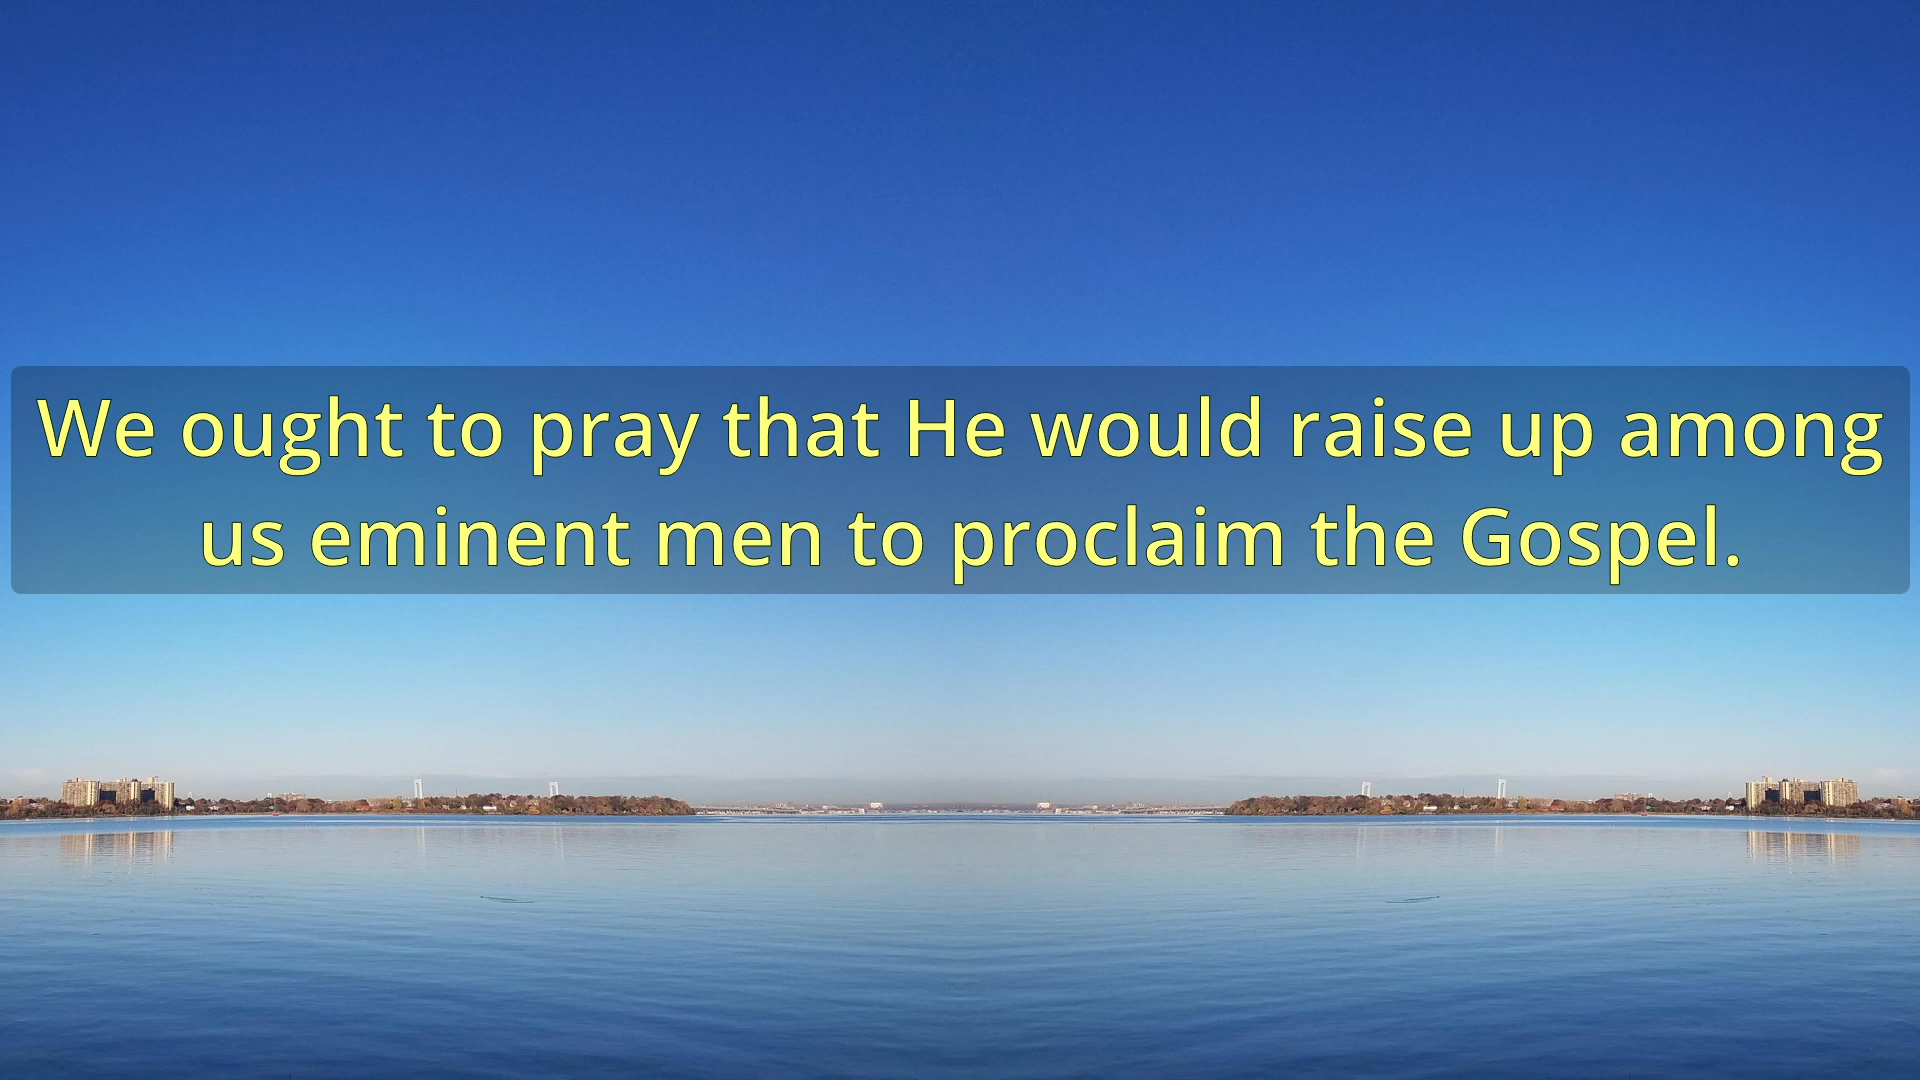 We ought to pray that He would raise up among
us eminent men to proclaim the Gospel.